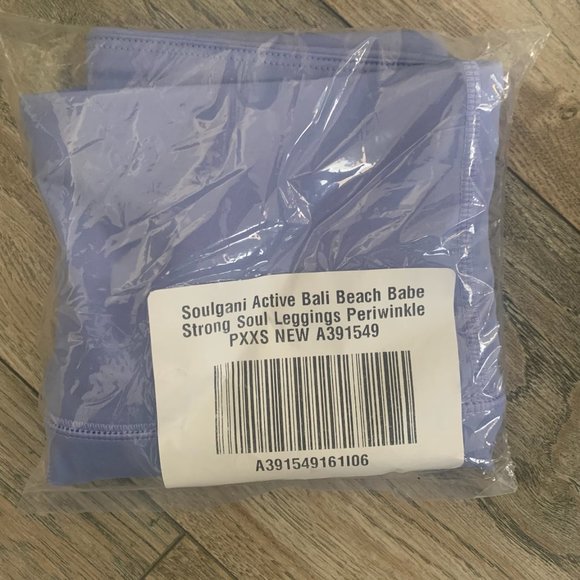 Soulgani Active Bali Beach Babe
Strong Soul Leggings Periwinkle
PXXS NEW A391549
A391549161I06